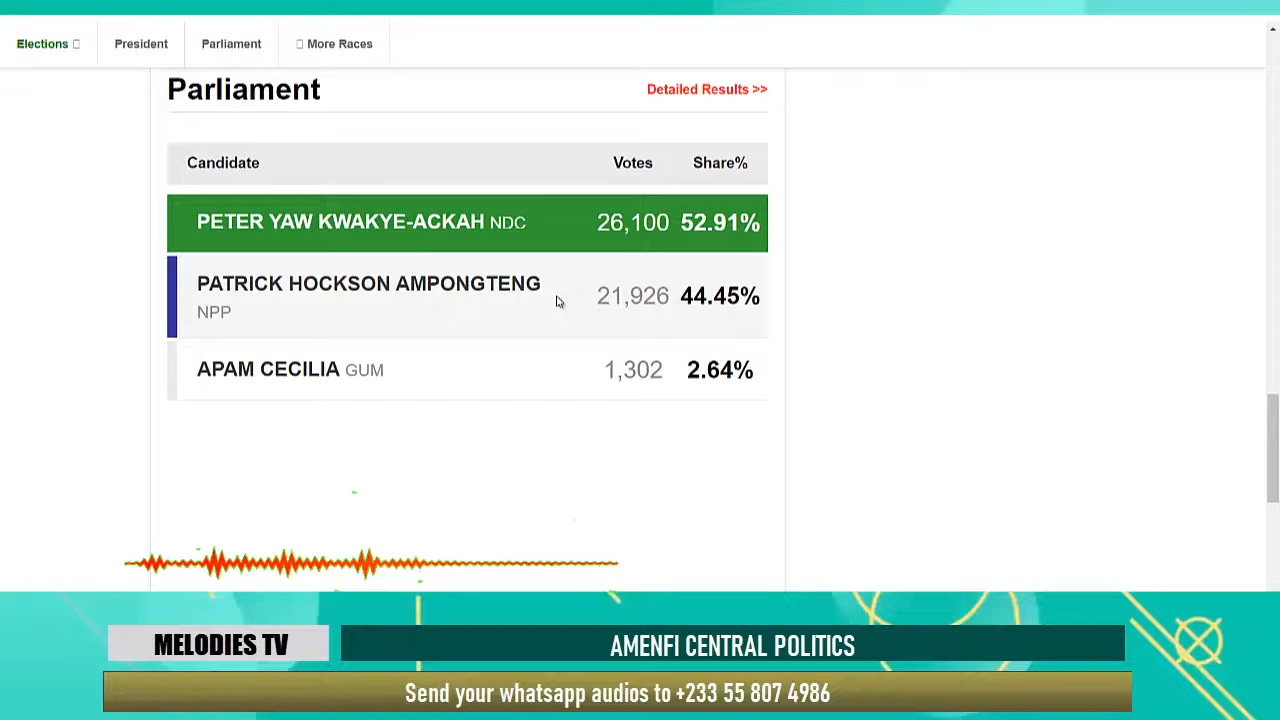 Elections President Parliament More Races
Parliament Detailed Results >>
Candidate Votes Share%
PETER YAW KWAKYE-ACKAH NDC 26,100 52.91%
PATRICK HOCKSON AMPONGTENG 21,926 44.45%
NPP
APAM CECILIA GUM 1,302 2.64%
MELODIES TV AMENFI CENTRAL POLITICS
Send your whatsapp audios to +233 55 807 4986